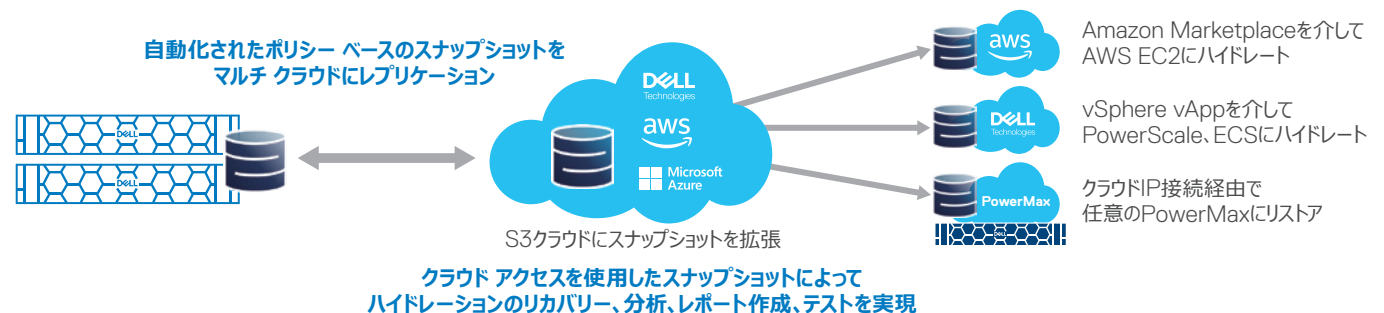 自動化されたポリシー ベースのスナップショットを
マルチ クラウドにレプリケーション
DELL
DELL
DELL
Technologies
aws
Microsoft
Azure
S3クラウドにスナップショットを拡張
クラウド アクセスを使用したスナップショットによって
ハイドレーションのリカバリー、分析、レポート作成、テストを実現
aws
Amazon Marketplaceを介して
AWS EC2にハイドレート
DELL
Technologies
vSphere vAppを介して
PowerScale、ECSにハイドレート
PowerMax
DELL
クラウドIP接続経由で
任意のPowerMaxにリストア